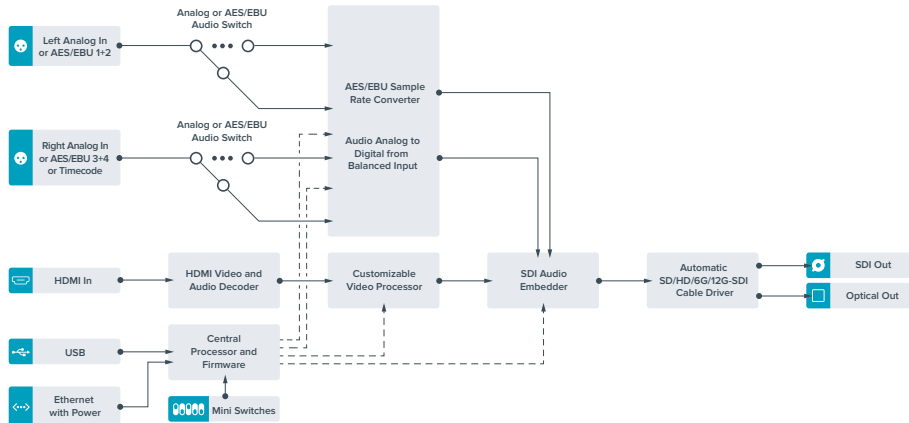 Analog or AES/EBU
Audio Switch
Left Analog In
or AES/EBU 1+2
AES/EBU Sample
Rate Converter
Analog or AES/EBU
Audio Switch
Right Analog In
or AES/EBU 3+4
or Timecode
Audio Analog to
Digital from
Balanced Input
HDMI In
HDMI Video and
Audio Decoder
Customizable
Video Processor
SDI Audio
Embedder
Automatic
SD/HD/6G/12G-SDI
Cable Driver
SDI Out
Optical Out
USB
Central
Processor and
Firmware
Ethernet
with Power
Mini Switches